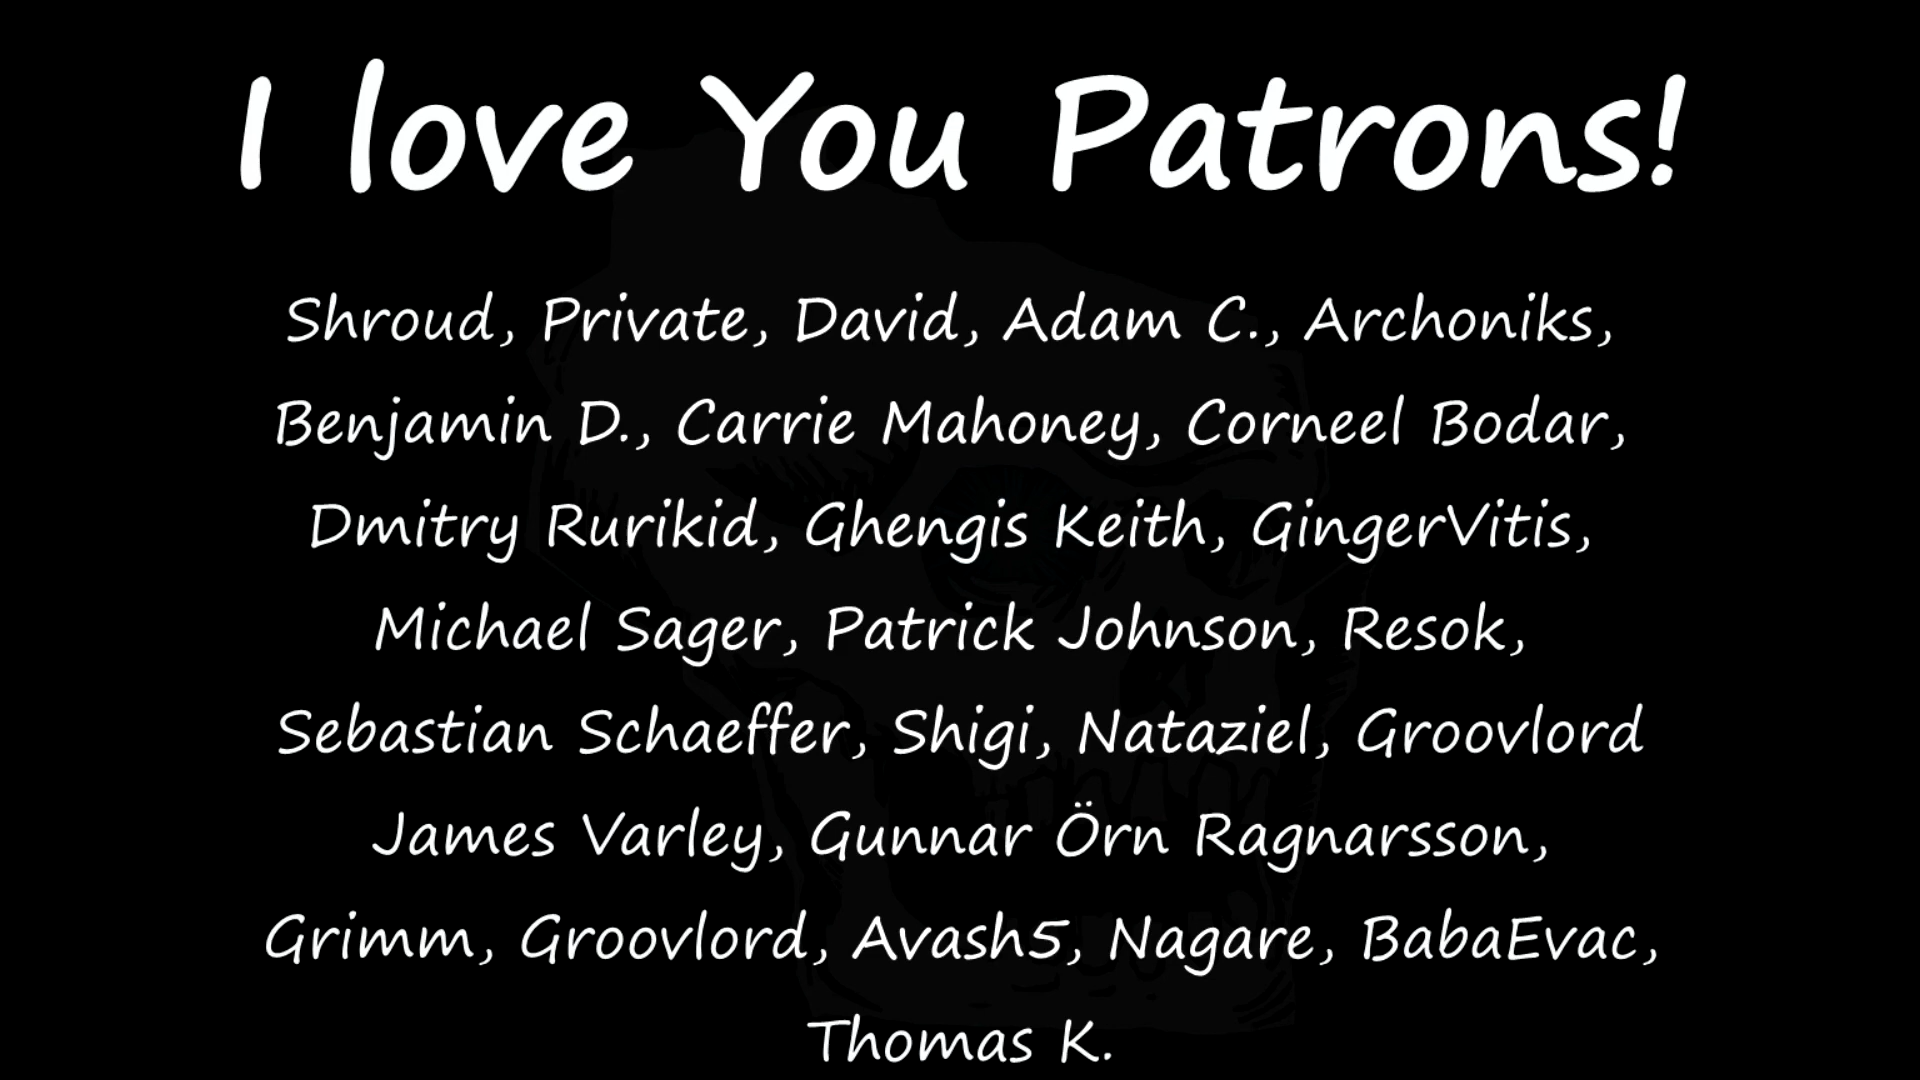 I love You Patrons!
Shroud, Private, David, Adam C., Archoniks,
Benjamin D., Carrie Mahoney, Corneel Bodar,
Dmitry Rurikid, Ghengis Keith, GingerVitis,
Michael Sager, Patrick Johnson, Resok,
Sebastian Schaeffer, Shigi, Nataziel, Groovlord
James Varley, Gunnar Örn Ragnarsson,
Grimm, Groovlord, Avash5, Nagare, BabaEvac,
Thomas K.